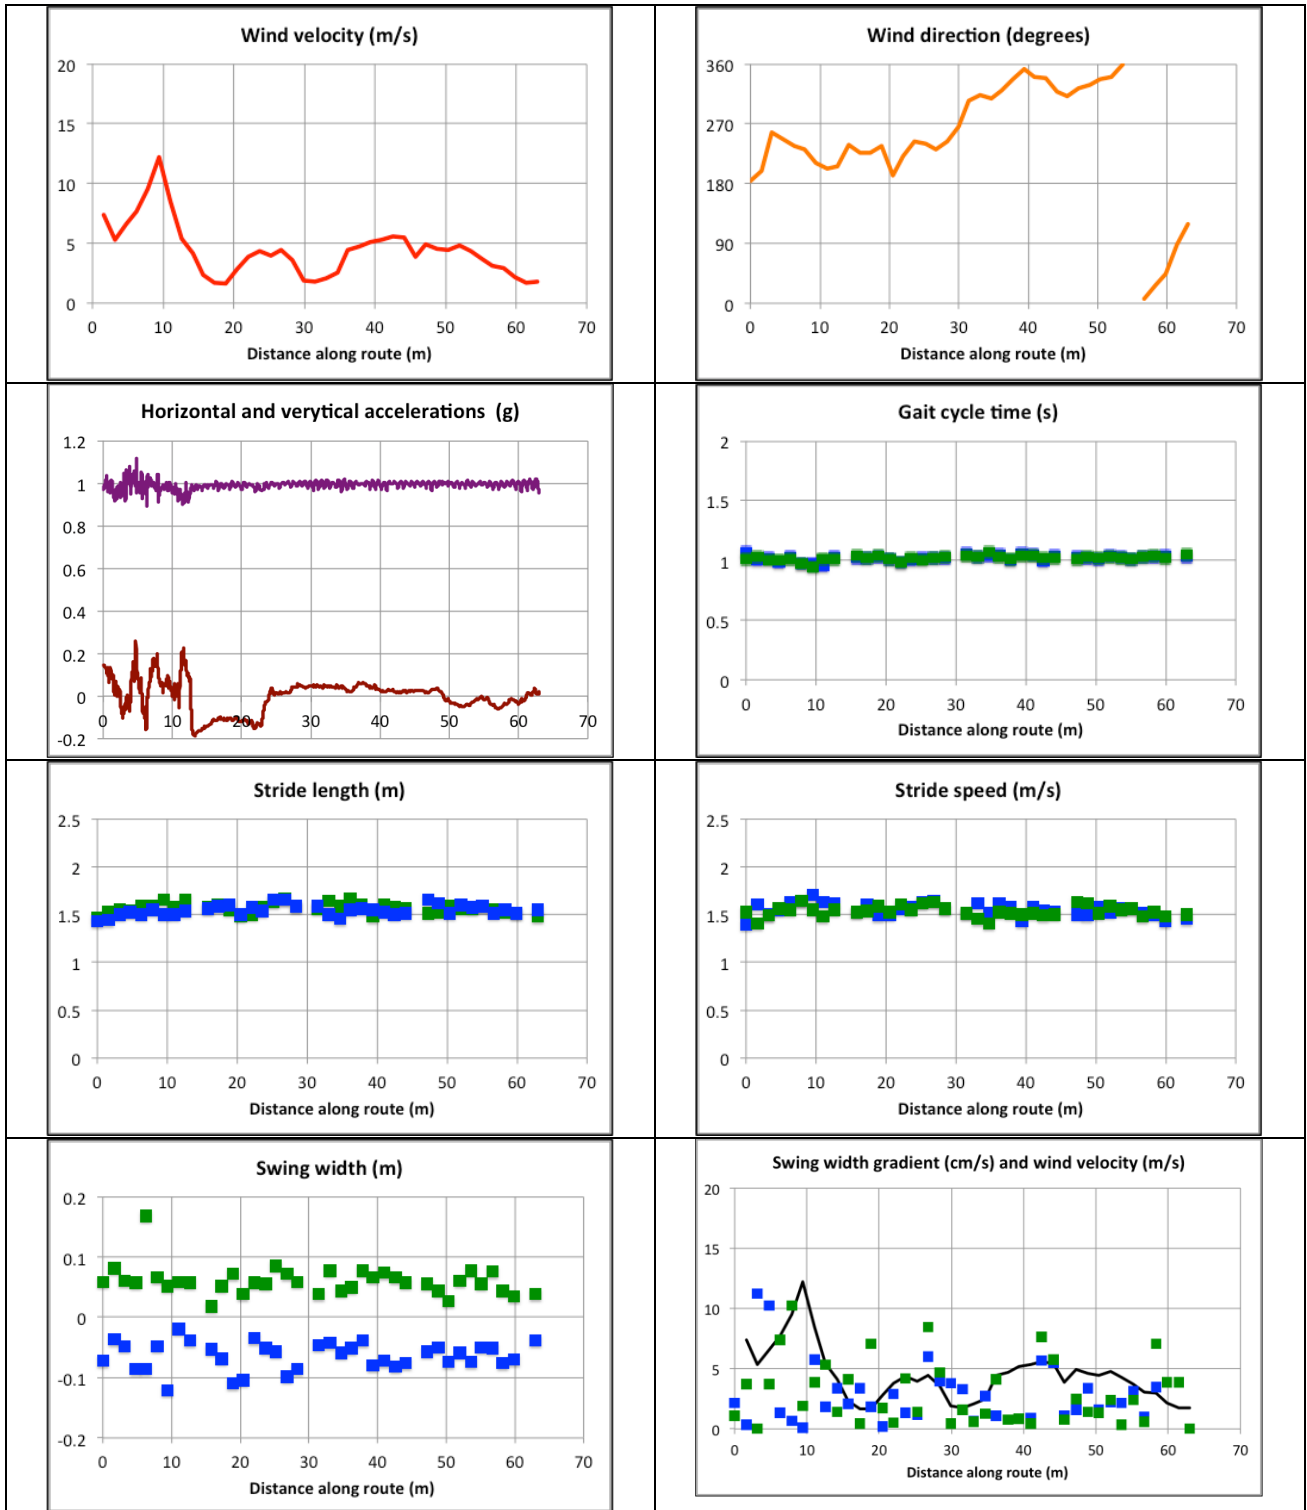 Wind velocity (m/s)
20
15
10
5
0
0 10 20 30 40 50 60 70
Distance along route (m)
Wind direction (degrees)
360
270
180
90
0
0 10 20 30 40 50 60 70
Distance along route (m)
Horizontal and verytical accelerations (g)
1.2
1
0.8
0.6
0.4
0.2
0
0 10 20 30 40 50 60 70
-0.2
Gait cycle time (s)
2
1.5
1
0.5
0
0 10 20 30 40 50 60 70
Distance along route (m)
Stride length (m)
2.5
2
1.5
1
0.5
0
0 10 20 30 40 50 60 70
Distance along route (m)
Stride speed (m/s)
2.5
2
1.5
1
0.5
0
0 10 20 30 40 50 60 70
Distance along route (m)
Swing width (m)
0.2
0.1
0
-0.1
-0.2
0 10 20 30 40 50 60 70
Distance along route (m)
Swing width gradient (cm/s) and wind velocity (m/s)
20
15
10
5
0
0 10 20 30 40 50 60 70
Distance along route (m)